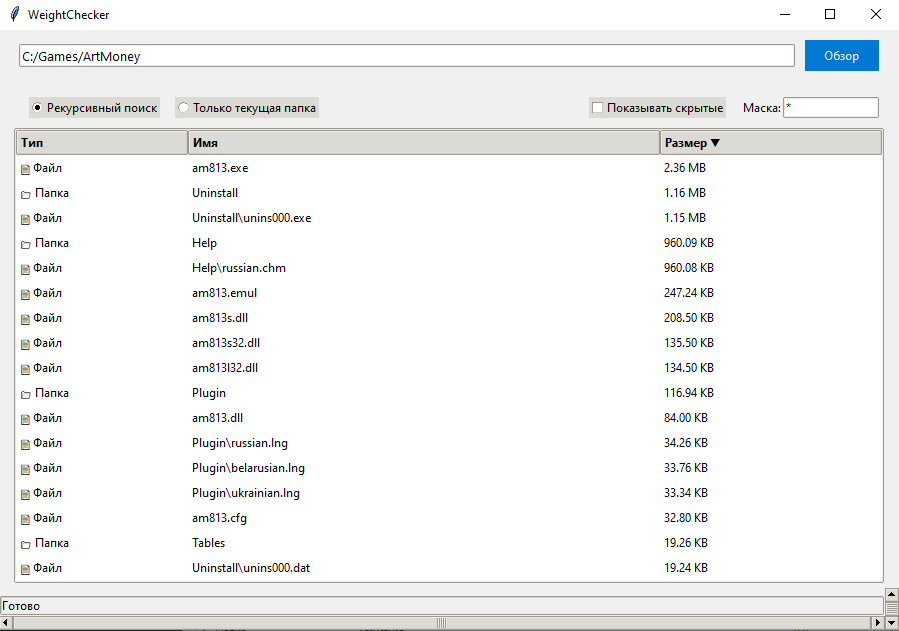 WeightChecker
C:/Games/ArtMoney Обзор
Рекурсивный поиск Только текущая папка Показывать скрытые Маска: *
Тип Имя Размер ▼
Файл am813.exe 2.36 MB
Папка Uninstall 1.16 MB
Файл Uninstall\unins000.exe 1.15 MB
Папка Help 960.09 KB
Файл Help\russian.chm 960.08 KB
Файл am813.emul 247.24 KB
Файл am813s.dll 208.50 KB
Файл am813s32.dll 135.50 KB
Файл am813l32.dll 134.50 KB
Папка Plugin 116.94 KB
Файл am813.dll 84.00 KB
Файл Plugin\russian.lng 34.26 KB
Файл Plugin\belarusian.lng 33.76 KB
Файл Plugin\ukrainian.lng 33.34 KB
Файл am813.cfg 32.80 KB
Папка Tables 19.26 KB
Файл Uninstall\unins000.dat 19.24 KB
Готово